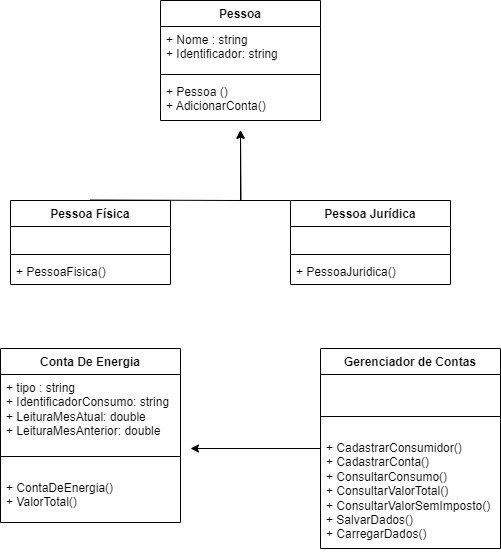 Pessoa
+ Nome : string
+ Identificador: string
+ Pessoa ()
+ AdicionarConta()
Pessoa Física
+ PessoaFisica()
Pessoa Jurídica
+ PessoaJuridica()
Conta De Energia
+ tipo : string
+ IdentificadorConsumo: string
+ LeituraMesAtual: double
+ LeituraMesAnterior: double
+ ContaDeEnergia()
+ ValorTotal()
Gerenciador de Contas
+ CadastrarConsumidor()
+ CadastrarConta()
+ ConsultarConsumo()
+ ConsultarValorTotal()
+ ConsultarValorSemImposto()
+ SalvarDados()
+ CarregarDados()